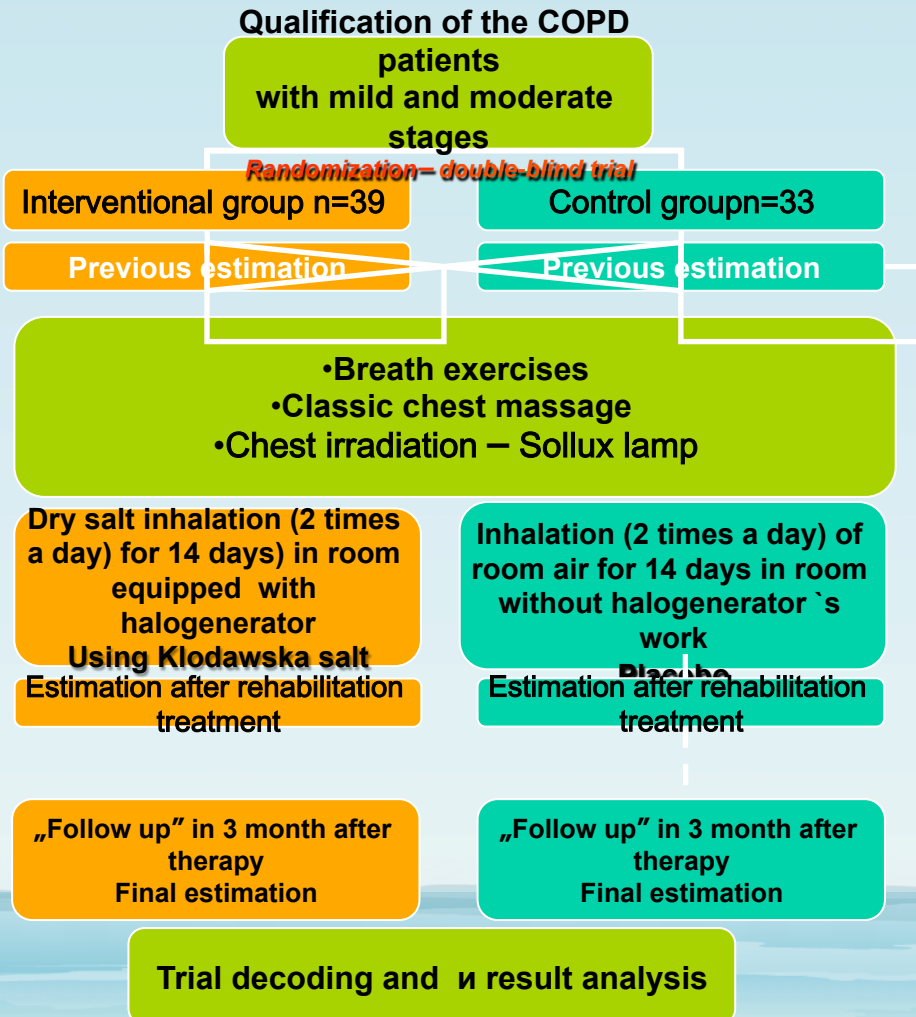 Qualification of the COPD
patients
with mild and moderate
stages
Randomization– double-blind trial
Interventional group n=39
Control groupn=33
Previous estimation
Previous estimation
•Breath exercises
•Classic chest massage
•Chest irradiation – Sollux lamp
Dry salt inhalation (2 times
a day) for 14 days) in room
equipped with
halogenerator
Using Klodawska salt
Inhalation (2 times a day) of
room air for 14 days in room
without halogenerator `s
work
Placebo
Estimation after rehabilitation
treatment
Estimation after rehabilitation
treatment
„Follow up” in 3 month after
therapy
Final estimation
„Follow up” in 3 month after
therapy
Final estimation
Trial decoding and и result analysis